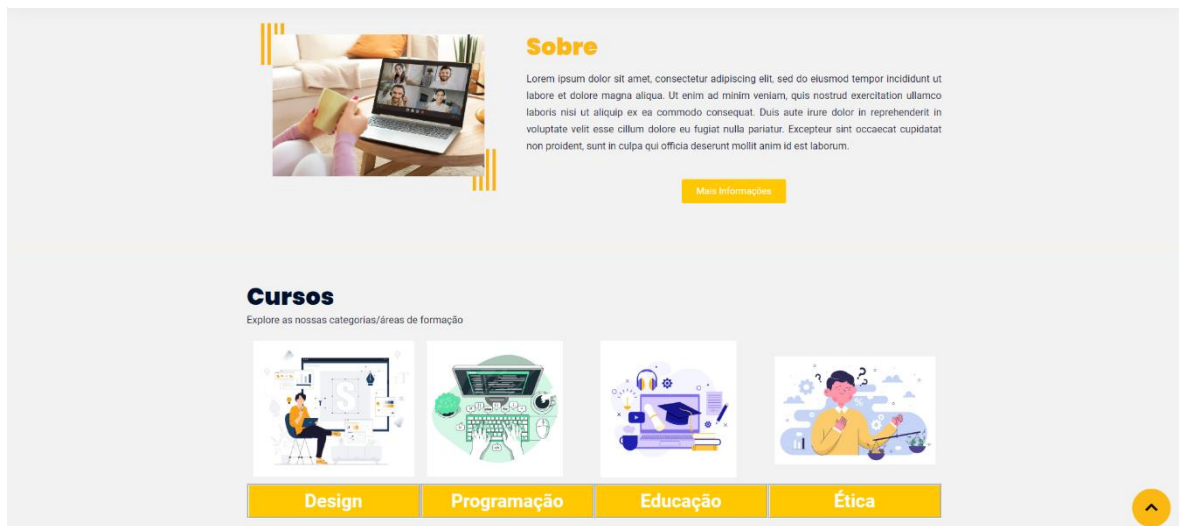 Sobre
Lorem ipsum dolor sit amet, consectetur adipiscing elit, sed do eiusmod tempor incididunt ut
labore et dolore magna aliqua. Ut enim ad minim veniam, quis nostrud exercitation ullamco
laboris nisi ut aliquip ex ea commodo consequat. Duis aute irure dolor in reprehenderit in
voluptate velit esse cillum dolore eu fugiat nulla pariatur. Excepteur sint occaecat cupidatat
non proident, sunt in culpa qui officia deserunt mollit anim id est laborum.
Mais Informações
Cursos
Explore as nossas categorias/áreas de formação
Design
Programação
Educação
Ética